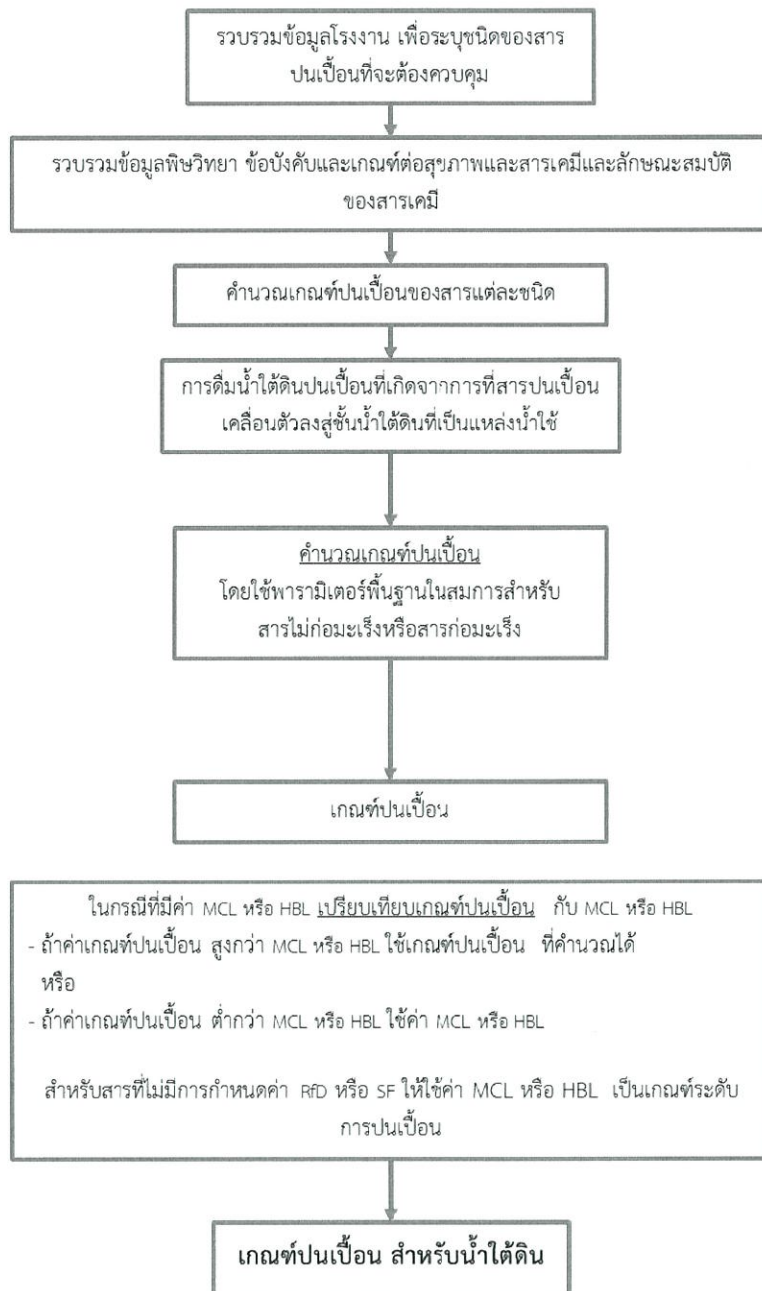 รวบรวมข้อมูลโรงงาน เพื่อระบุชนิดของสาร
ปนเปื้อนที่จะต้องควบคุม
รวบรวมข้อมูลพิษวิทยา ข้อบังคับและเกณฑ์ต่อสุขภาพและสารเคมีและลักษณะสมบัติ
ของสารเคมี
คำนวณเกณฑ์ปนเปื้อนของสารแต่ละชนิด
การดื่มน้ำใต้ดินปนเปื้อนที่เกิดจากการที่สารปนเปื้อน
เคลื่อนตัวลงสู่ชั้นน้ำใต้ดินที่เป็นแหล่งน้ำใช้
คำนวณเกณฑ์ปนเปื้อน
โดยใช้พารามิเตอร์พื้นฐานในสมการสำหรับ
สารไม่ก่อมะเร็งหรือสารก่อมะเร็ง
เกณฑ์ปนเปื้อน
ในกรณีที่มีค่า MCL หรือ HBL เปรียบเทียบเกณฑ์ปนเปื้อน กับ MCL หรือ HBL
- ถ้าค่าเกณฑ์ปนเปื้อน สูงกว่า MCL หรือ HBL ใช้เกณฑ์ปนเปื้อน ที่คำนวณได้
หรือ
- ถ้าค่าเกณฑ์ปนเปื้อน ต่ำกว่า MCL หรือ HBL ใช้ค่า MCL หรือ HBL
สำหรับสารที่ไม่มีการกำหนดค่า RfD หรือ SF ให้ใช้ค่า MCL หรือ HBL เป็นเกณฑ์ระดับ
การปนเปื้อน
เกณฑ์ปนเปื้อน สำหรับน้ำใต้ดิน